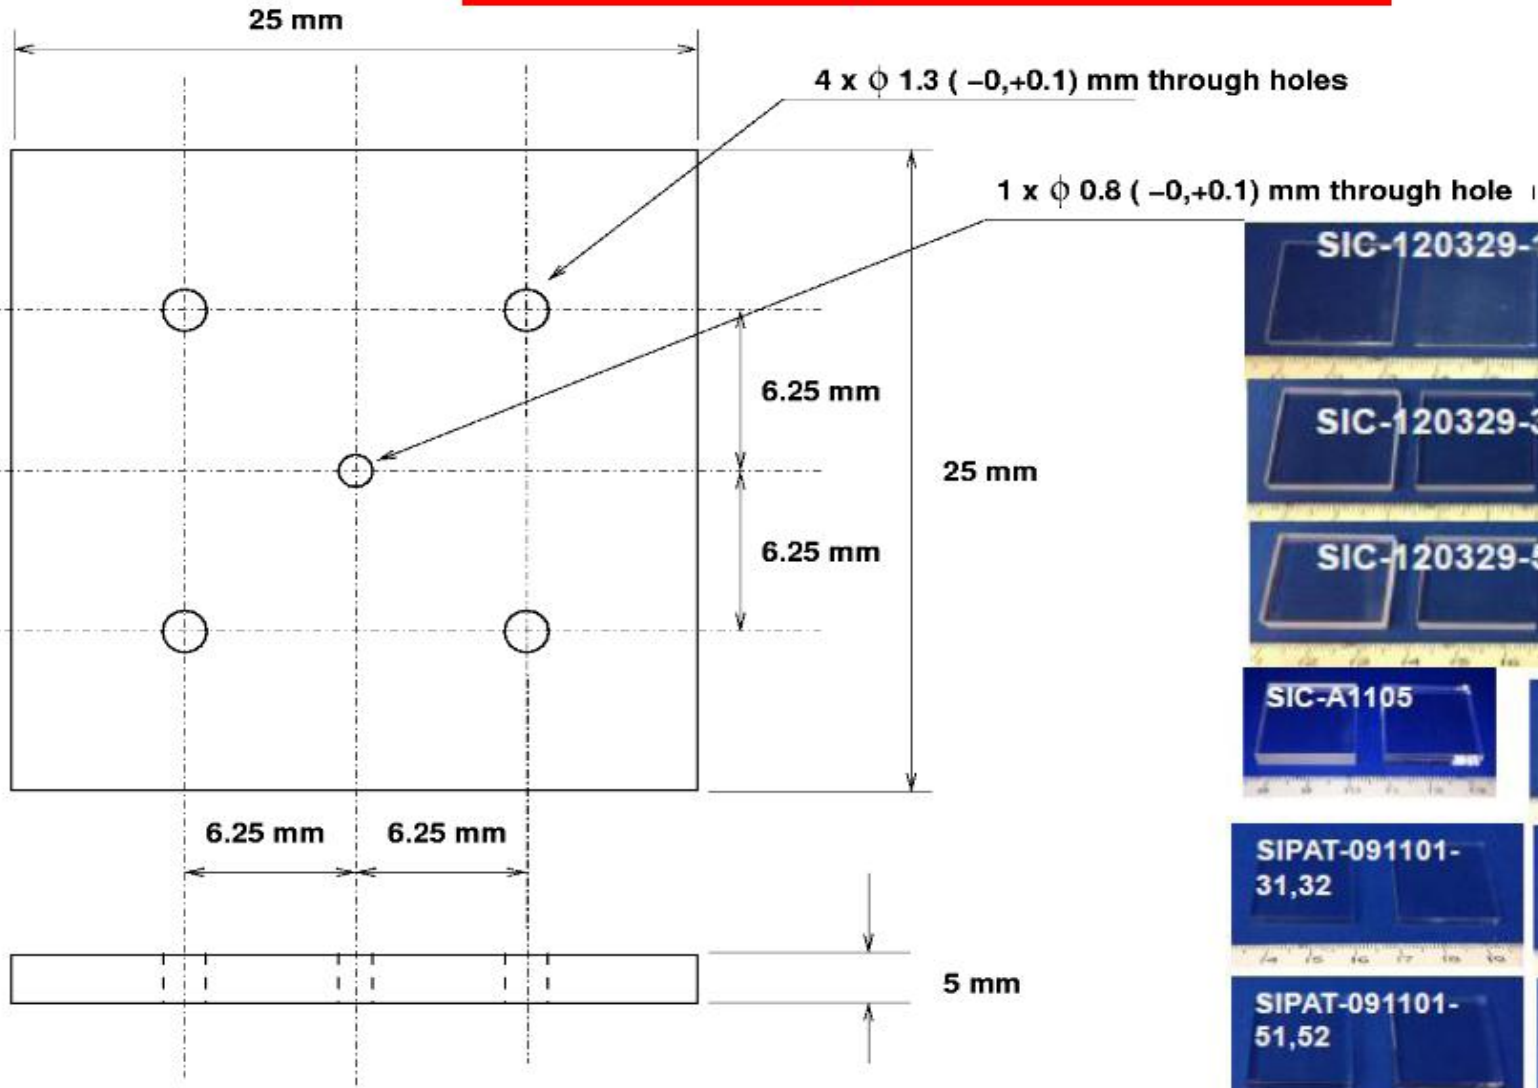 25 mm
4 x ϕ 1.3 ( −0,+0.1) mm through holes
1 x ϕ 0.8 ( −0,+0.1) mm through hole
SIC-120329-
6.25 mm
SIC-120329-
25 mm
6.25 mm
SIC-120329-
SIC-A1105
6.25 mm
6.25 mm
SIPAT-091101-
31,32
5 mm
SIPAT-091101-
51,52